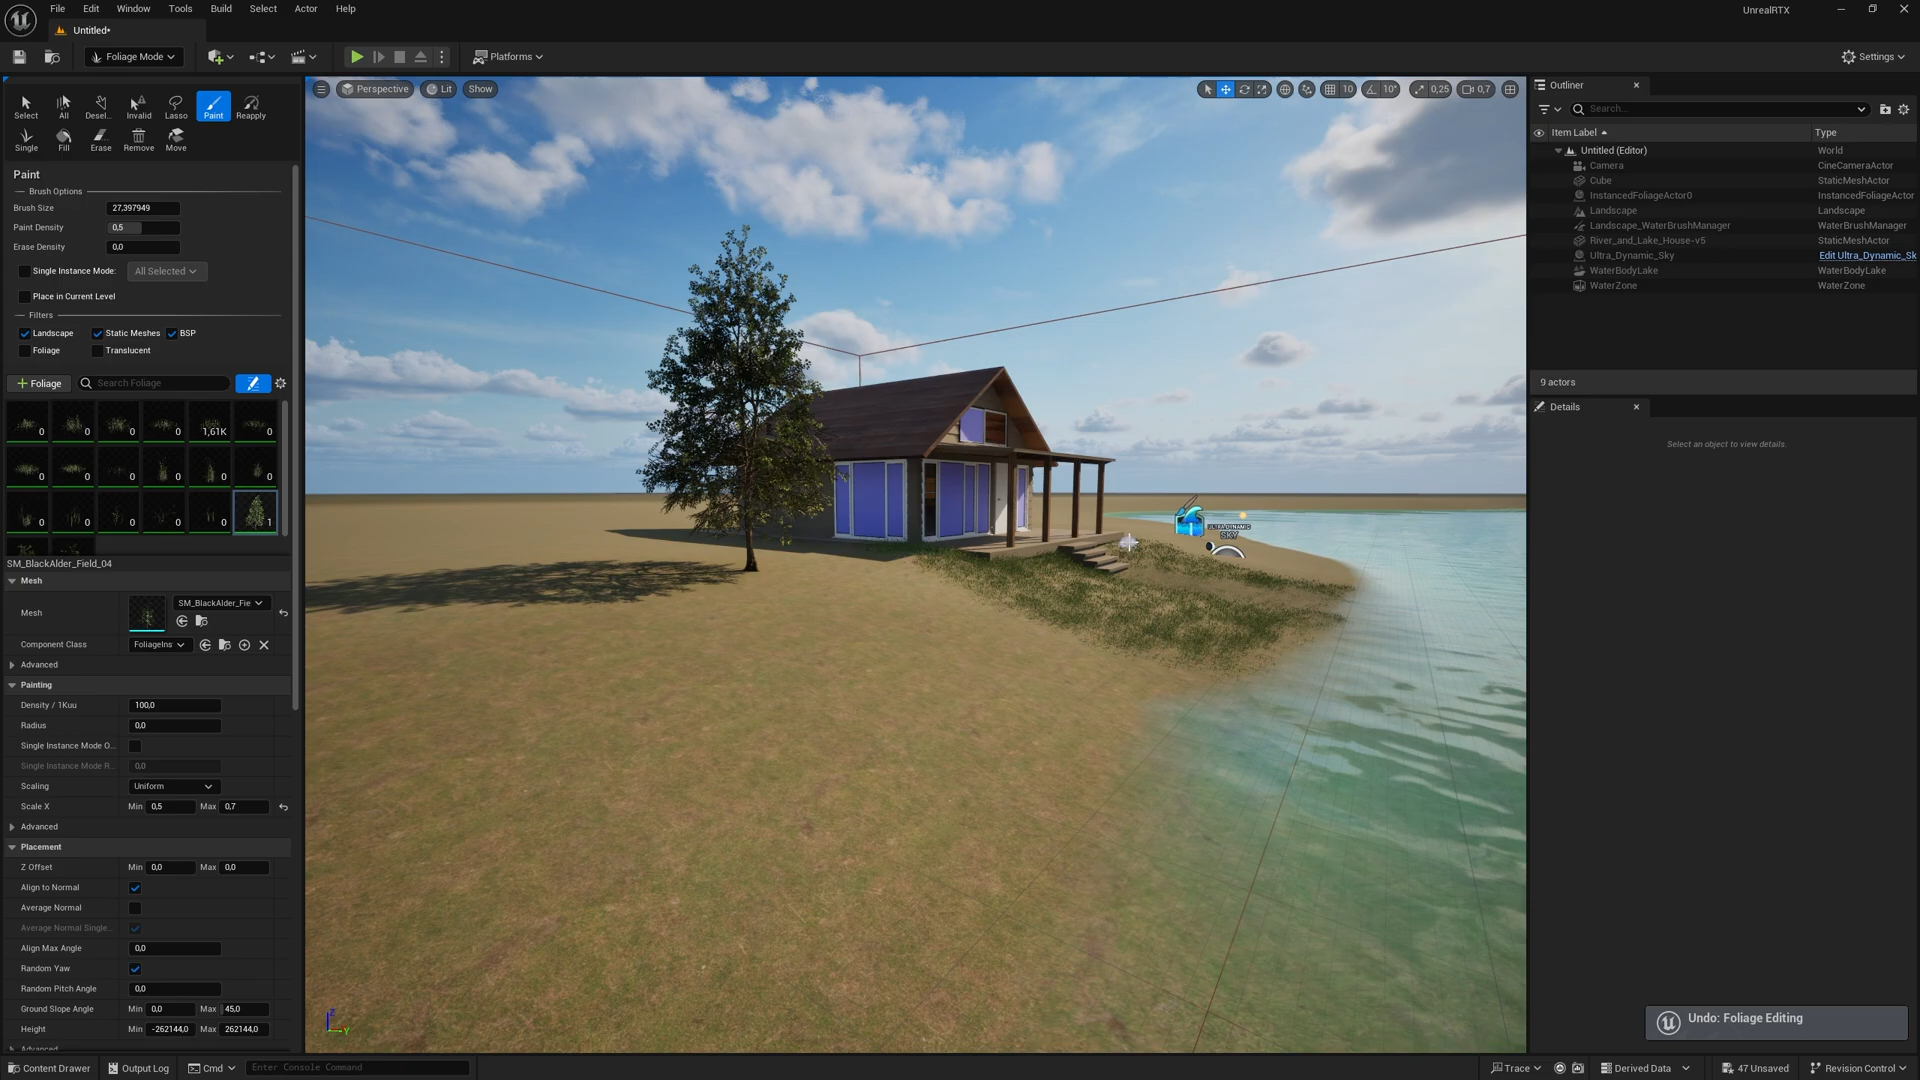 File Edit Window Tools Build Select Actor Help
UnrealRTX
Untitled*
Foliage Mode
Platforms
Settings
Select All Desel... Invalid Lasso Paint Reapply
Single Fill Erase Remove Move
Paint
Brush Options
Brush Size 27,397949
Paint Density 0,5
Erase Density 0,0
Single Instance Mode: All Selected
Place in Current Level
Filters
Landscape Static Meshes BSP
Foliage Translucent
Foliage Search Foliage
0 0 0 0 1,61K 0
0 0 0 0 0 0
0 0 0 0 0 1
SM_BlackAlder_Field_04
Mesh
Mesh SM_BlackAlder_Fie
Component Class FoliageIns
Advanced
Painting
Density / 1Kuu 100,0
Radius 0,0
Single Instance Mode O...
Single Instance Mode R... 0,0
Scaling Uniform
Scale X Min 0,5 Max 0,7
Advanced
Placement
Z Offset Min 0,0 Max 0,0
Align to Normal
Average Normal
Average Normal Single...
Align Max Angle 0,0
Random Yaw
Random Pitch Angle 0,0
Ground Slope Angle Min 0,0 Max 45,0
Height Min -262144,0 Max 262144,0
Advanced
Perspective Lit Show
10 10° 0,25 0,7
ULTRA DYNAMIC
SKY
Z
Y
Outliner
Search...
Item Label Type
Untitled (Editor) World
Camera CineCameraActor
Cube StaticMeshActor
InstancedFoliageActor0 InstancedFoliageActor
Landscape Landscape
Landscape_WaterBrushManager WaterBrushManager
River_and_Lake_House-v5 StaticMeshActor
Ultra_Dynamic_Sky Edit Ultra_Dynamic_Sk
WaterBodyLake WaterBodyLake
WaterZone WaterZone
9 actors
Details
Select an object to view details.
Undo: Foliage Editing
Content Drawer Output Log Cmd Enter Console Command
Trace Derived Data 47 Unsaved Revision Control